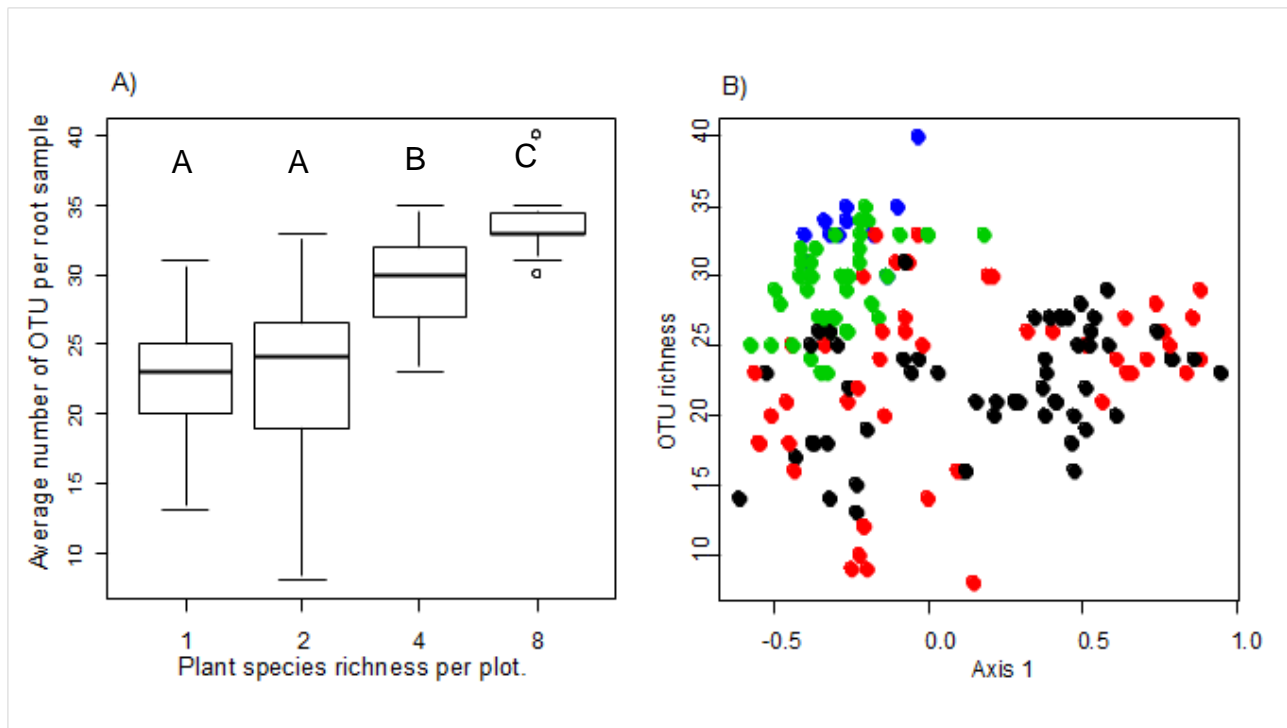 A)
Average number of OTU per root sample
40
35
30
25
20
15
10
A A B C
1 2 4 8
Plant species richness per plot.
B)
OTU richness
40
35
30
25
20
15
10
-0.5 0.0 0.5 1.0
Axis 1